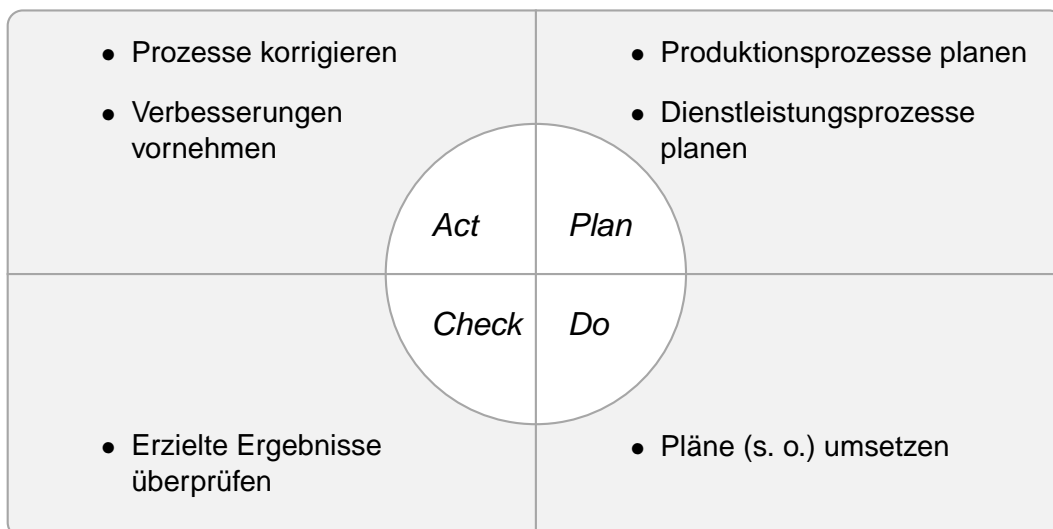 ● Prozesse korrigieren
● Verbesserungen
vornehmen
● Produktionsprozesse planen
● Dienstleistungsprozesse
planen
Act
Plan
Check
Do
● Erzielte Ergebnisse
überprüfen
● Pläne (s. o.) umsetzen